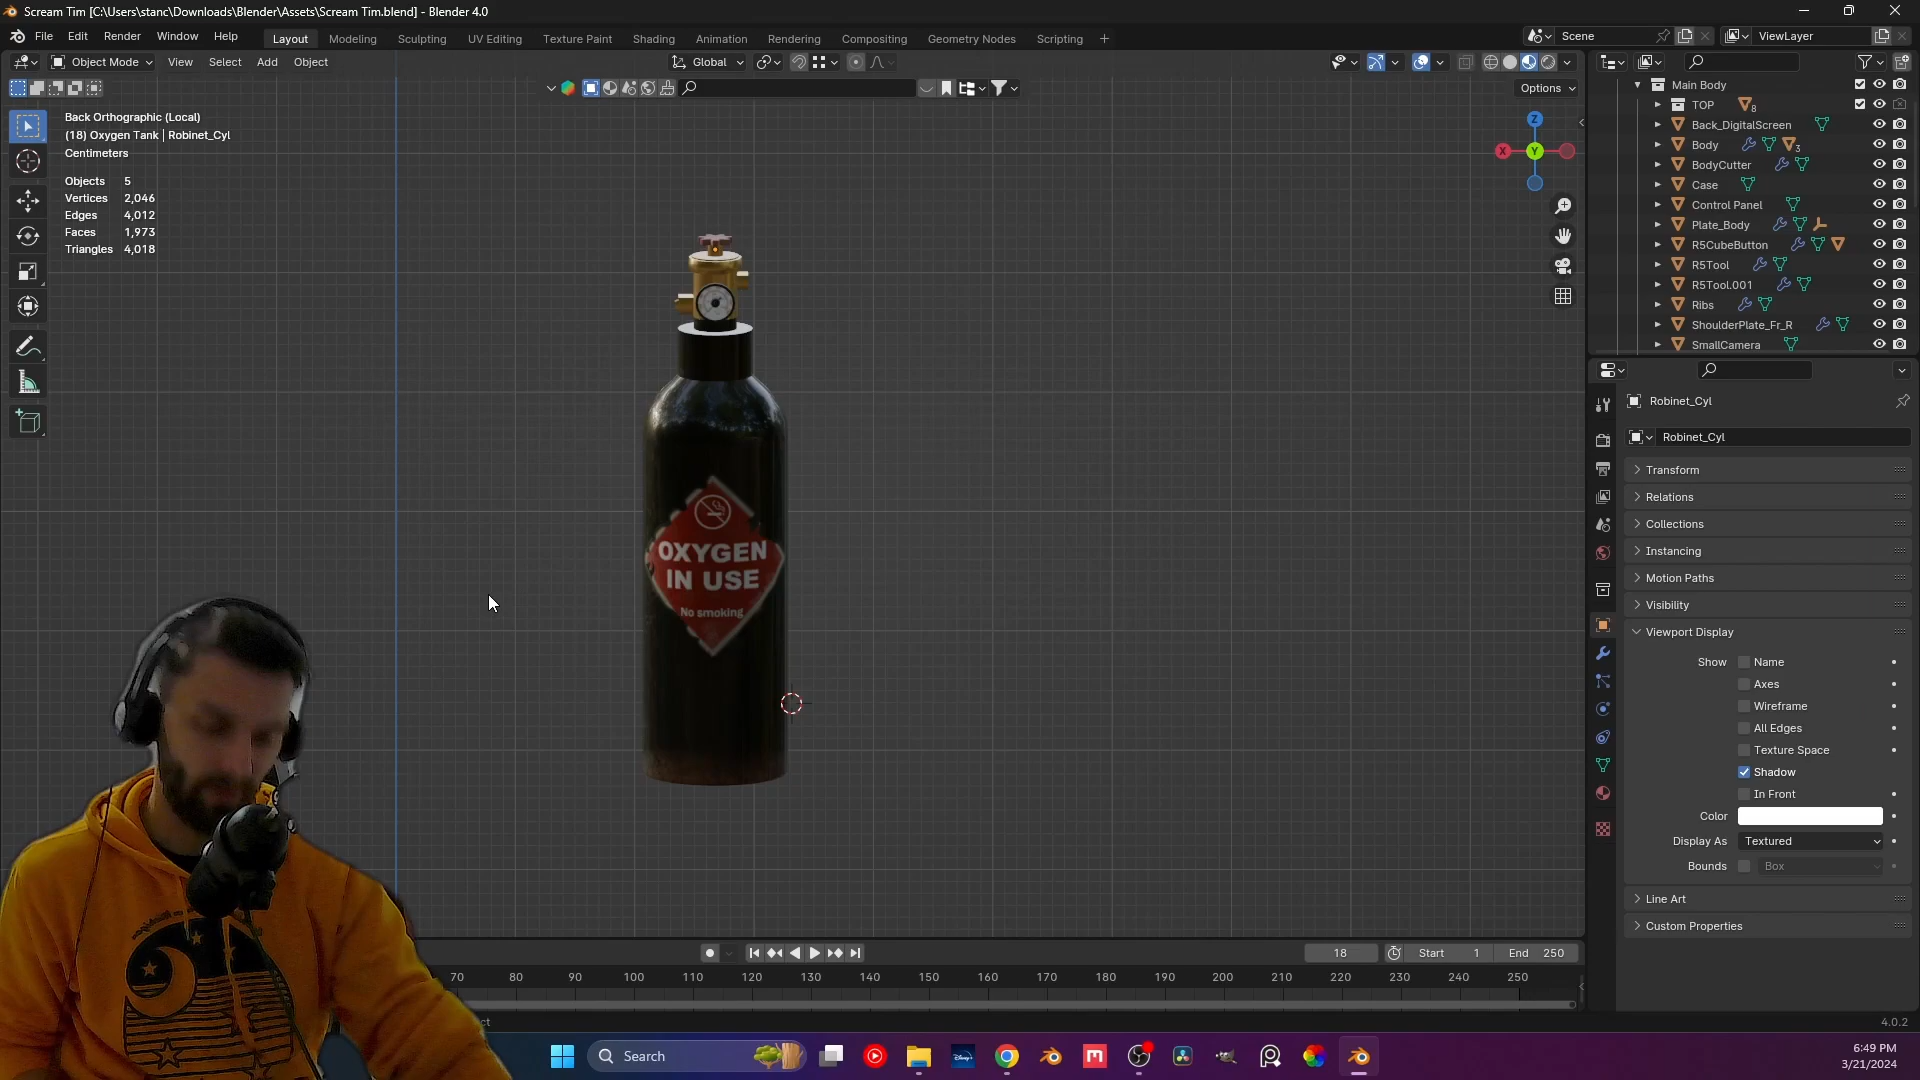 Scream Tim [C:\Users\stanc\Downloads\Blender\Assets\Scream Tim.blend] - Blender 4.0
File Edit Render Window Help
Layout Modeling Sculpting UV Editing Texture Paint Shading Animation Rendering Compositing Geometry Nodes Scripting +
Scene
ViewLayer
Object Mode View Select Add Object
Global
Options
Back Orthographic (Local)
(18) Oxygen Tank | Robinet_Cyl
Centimeters
Objects 5
Vertices 2,046
Edges 4,012
Faces 1,973
Triangles 4,018
Z
X
Y
OXYGEN
IN USE
No smoking
Main Body
TOP 8
Back_DigitalScreen
Body 3
BodyCutter
Case
Control Panel
Plate_Body
R5CubeButton
R5Tool
R5Tool.001
Ribs
ShoulderPlate_Fr_R
SmallCamera
Robinet_Cyl
Robinet_Cyl
Transform
Relations
Collections
Instancing
Motion Paths
Visibility
Viewport Display
Show Name
Axes
Wireframe
All Edges
Texture Space
Shadow
In Front
Color
Display As Textured
Bounds Box
Line Art
Custom Properties
18 Start 1 End 250
70 80 90 100 110 120 130 140 150 160 170 180 190 200 210 220 230 240 250
4.0.2
Search
Disney+
6:49 PM
3/21/2024